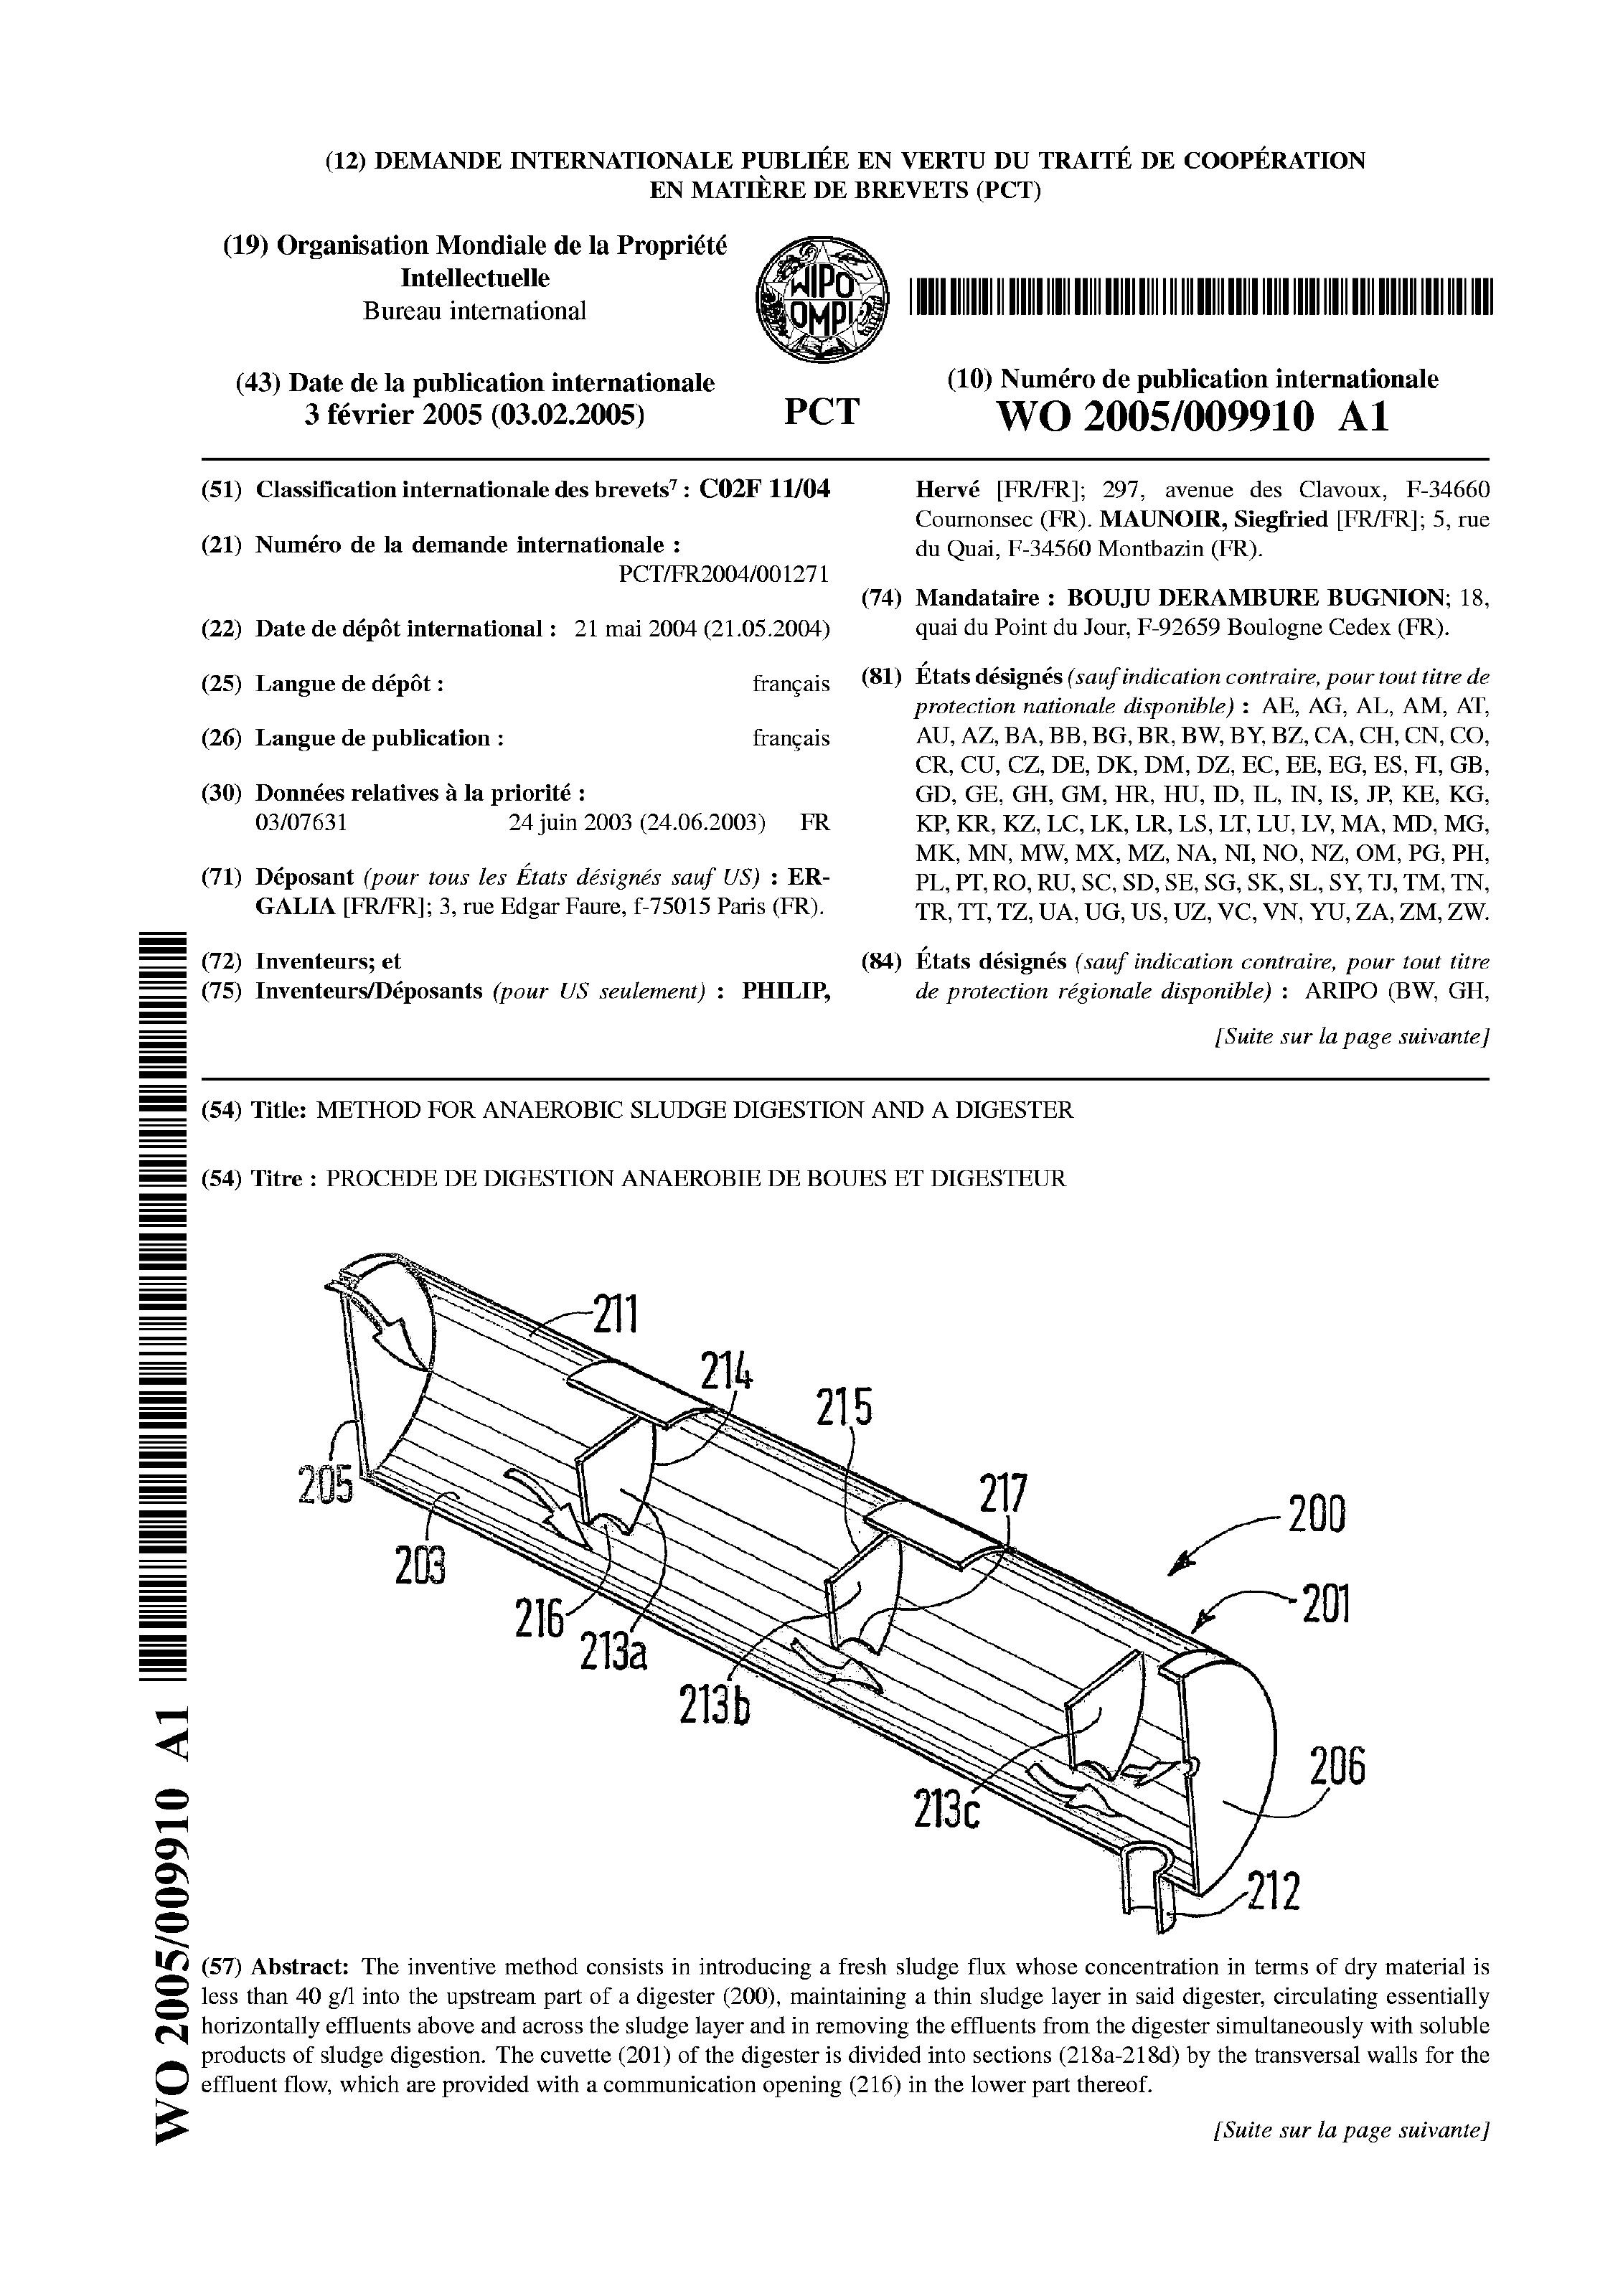 (12) DEMANDE INTERNATIONALE PUBLIÉE EN VERTU DU TRAITÉ DE COOPÉRATION
EN MATIÈRE DE BREVETS (PCT)
(19) Organisation Mondiale de la Propriété
Intellectuelle
Bureau international
WIPO
OMPI
(43) Date de la publication internationale
3 février 2005 (03.02.2005)
PCT
(10) Numéro de publication internationale
WO 2005/009910 A1
(51) Classification internationale des brevets⁷ : C02F 11/04
(21) Numéro de la demande internationale :
PCT/FR2004/001271
(22) Date de dépôt international : 21 mai 2004 (21.05.2004)
(25) Langue de dépôt : français
(26) Langue de publication : français
(30) Données relatives à la priorité :
03/07631 24 juin 2003 (24.06.2003) FR
(71) Déposant (pour tous les États désignés sauf US) : ER-
GALIA [FR/FR]; 3, rue Edgar Faure, f-75015 Paris (FR).
(72) Inventeurs; et
(75) Inventeurs/Déposants (pour US seulement) : PHILIP,
Hervé [FR/FR]; 297, avenue des Clavoux, F-34660
Cournonsec (FR). MAUNOIR, Siegfried [FR/FR]; 5, rue
du Quai, F-34560 Montbazin (FR).
(74) Mandataire : BOUJU DERAMBURE BUGNION; 18,
quai du Point du Jour, F-92659 Boulogne Cedex (FR).
(81) États désignés (sauf indication contraire, pour tout titre de
protection nationale disponible) : AE, AG, AL, AM, AT,
AU, AZ, BA, BB, BG, BR, BW, BY, BZ, CA, CH, CN, CO,
CR, CU, CZ, DE, DK, DM, DZ, EC, EE, EG, ES, FI, GB,
GD, GE, GH, GM, HR, HU, ID, IL, IN, IS, JP, KE, KG,
KP, KR, KZ, LC, LK, LR, LS, LT, LU, LV, MA, MD, MG,
MK, MN, MW, MX, MZ, NA, NI, NO, NZ, OM, PG, PH,
PL, PT, RO, RU, SC, SD, SE, SG, SK, SL, SY, TJ, TM, TN,
TR, TT, TZ, UA, UG, US, UZ, VC, VN, YU, ZA, ZM, ZW.
(84) États désignés (sauf indication contraire, pour tout titre
de protection régionale disponible) : ARIPO (BW, GH,
[Suite sur la page suivante]
(54) Title: METHOD FOR ANAEROBIC SLUDGE DIGESTION AND A DIGESTER
(54) Titre : PROCEDE DE DIGESTION ANAEROBIE DE BOUES ET DIGESTEUR
211
214
215
205
217
200
203
201
216
213a
213b
206
213c
212
(57) Abstract: The inventive method consists in introducing a fresh sludge flux whose concentration in terms of dry material is
less than 40 g/l into the upstream part of a digester (200), maintaining a thin sludge layer in said digester, circulating essentially
horizontally effluents above and across the sludge layer and in removing the effluents from the digester simultaneously with soluble
products of sludge digestion. The cuvette (201) of the digester is divided into sections (218a-218d) by the transversal walls for the
effluent flow, which are provided with a communication opening (216) in the lower part thereof.
[Suite sur la page suivante]
WO 2005/009910 A1